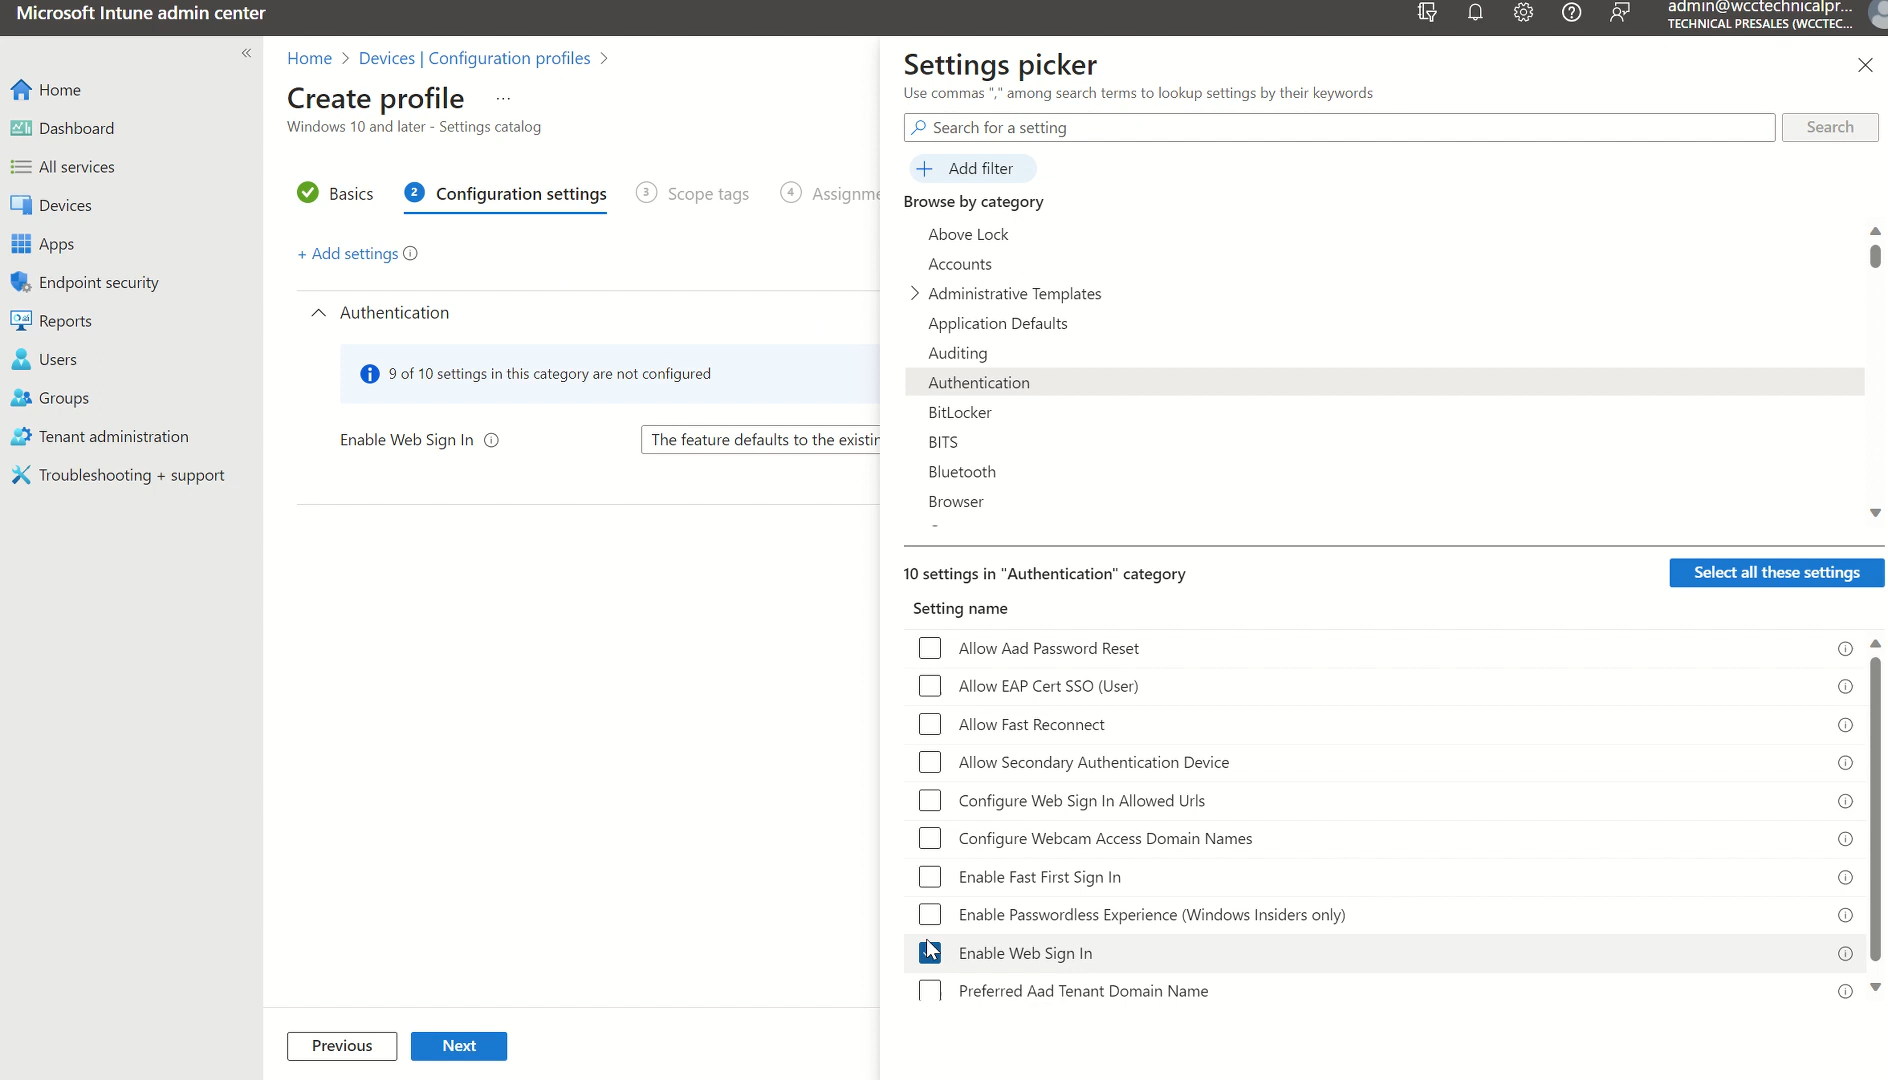 Microsoft Intune admin center
admin@wcctechnicalpr...
TECHNICAL PRESALES (WCCTEC...
«
Home
Dashboard
All services
Devices
Apps
Endpoint security
Reports
Users
Groups
Tenant administration
Troubleshooting + support
Home > Devices | Configuration profiles >
Create profile ...
Windows 10 and later - Settings catalog
Basics
2 Configuration settings
3 Scope tags
4 Assignme
+ Add settings
Authentication
9 of 10 settings in this category are not configured
Enable Web Sign In
The feature defaults to the existin
Previous
Next
Settings picker
Use commas "," among search terms to lookup settings by their keywords
Search for a setting
Search
+ Add filter
Browse by category
Above Lock
Accounts
Administrative Templates
Application Defaults
Auditing
Authentication
BitLocker
BITS
Bluetooth
Browser
10 settings in "Authentication" category
Select all these settings
Setting name
Allow Aad Password Reset
Allow EAP Cert SSO (User)
Allow Fast Reconnect
Allow Secondary Authentication Device
Configure Web Sign In Allowed Urls
Configure Webcam Access Domain Names
Enable Fast First Sign In
Enable Passwordless Experience (Windows Insiders only)
Enable Web Sign In
Preferred Aad Tenant Domain Name